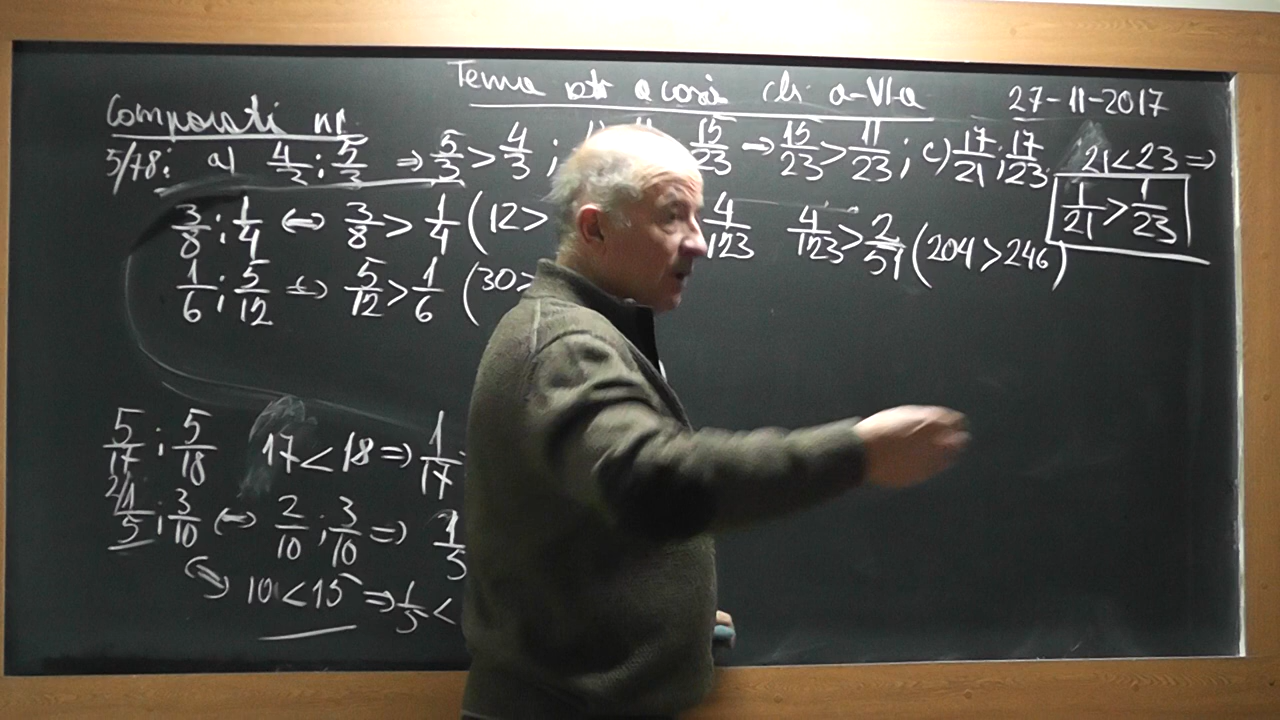 Tema ptr acasă cls a-VI-a 27-11-2017
Comparati nr
5/78: a) 4/3 ; 5/3 ⇒ 5/3 > 4/3 ; 15/23 → 15/23 > 11/23 ; c) 17/21 ; 17/23 21<23 ⇒
1/21 > 1/23
3/8 ; 1/4 ⇔ 3/8 > 1/4 (12> 4/123 4/123 > 2/51 (204>246)
1/6 ; 5/12 ⇔ 5/12 > 1/6 (30>
5/17 ; 5/18 17<18 ⇒ 1/17
2) 1/5 ; 3/10 ⇔ 2/10 ; 3/10 ⇒ 1/5
⇔ 10<15 ⇒ 1/5 <